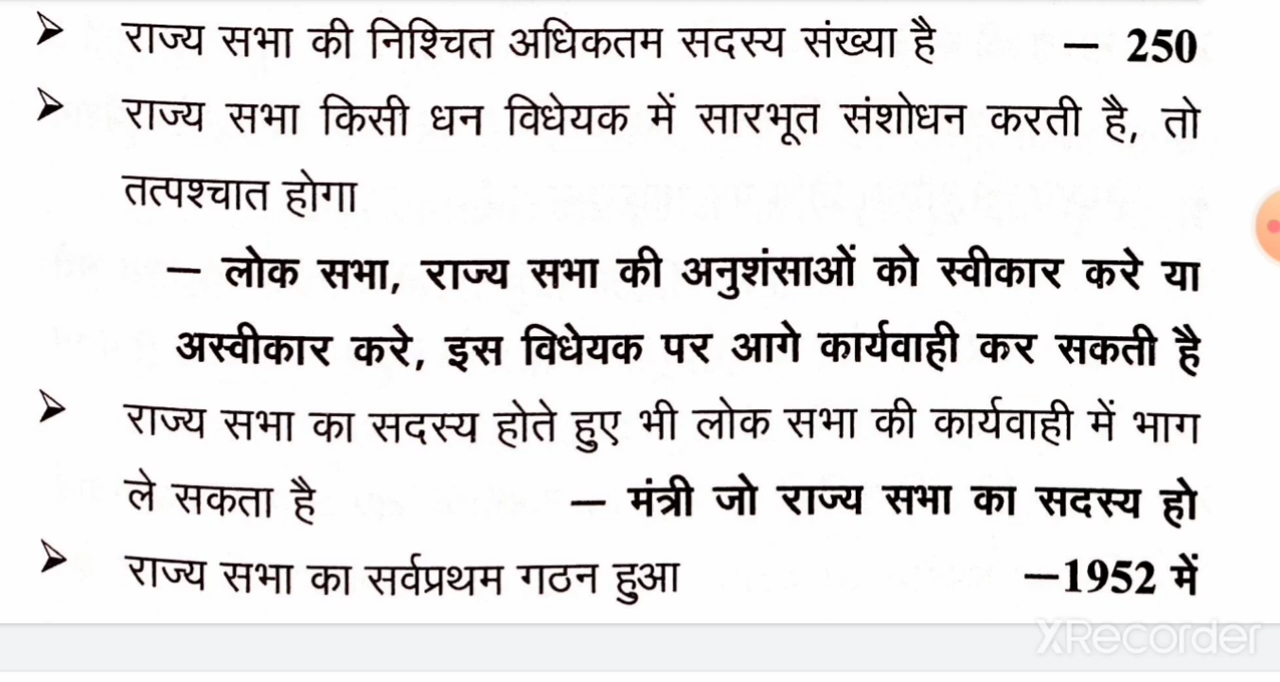 ➤ राज्य सभा की निश्चित अधिकतम सदस्य संख्या है — 250
➤ राज्य सभा किसी धन विधेयक में सारभूत संशोधन करती है, तो
तत्पश्चात होगा
— लोक सभा, राज्य सभा की अनुशंसाओं को स्वीकार करे या
अस्वीकार करे, इस विधेयक पर आगे कार्यवाही कर सकती है
➤ राज्य सभा का सदस्य होते हुए भी लोक सभा की कार्यवाही में भाग
ले सकता है — मंत्री जो राज्य सभा का सदस्य हो
➤ राज्य सभा का सर्वप्रथम गठन हुआ —1952 में
XRecorder